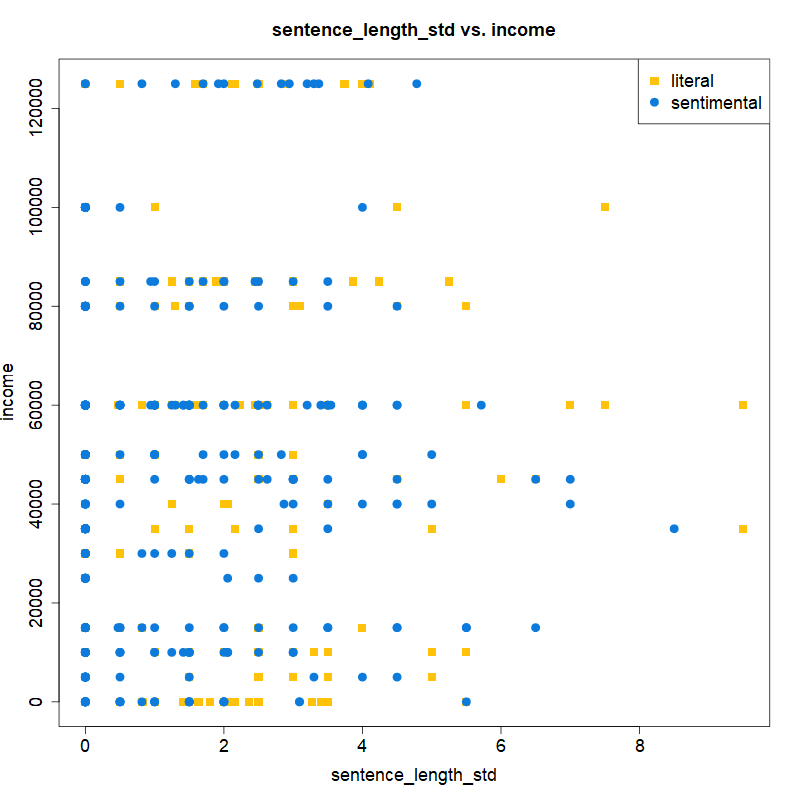 sentence_length_std vs. income
literal
sentimental
120000
100000
80000
60000
40000
20000
0
income
0 2 4 6 8
sentence_length_std